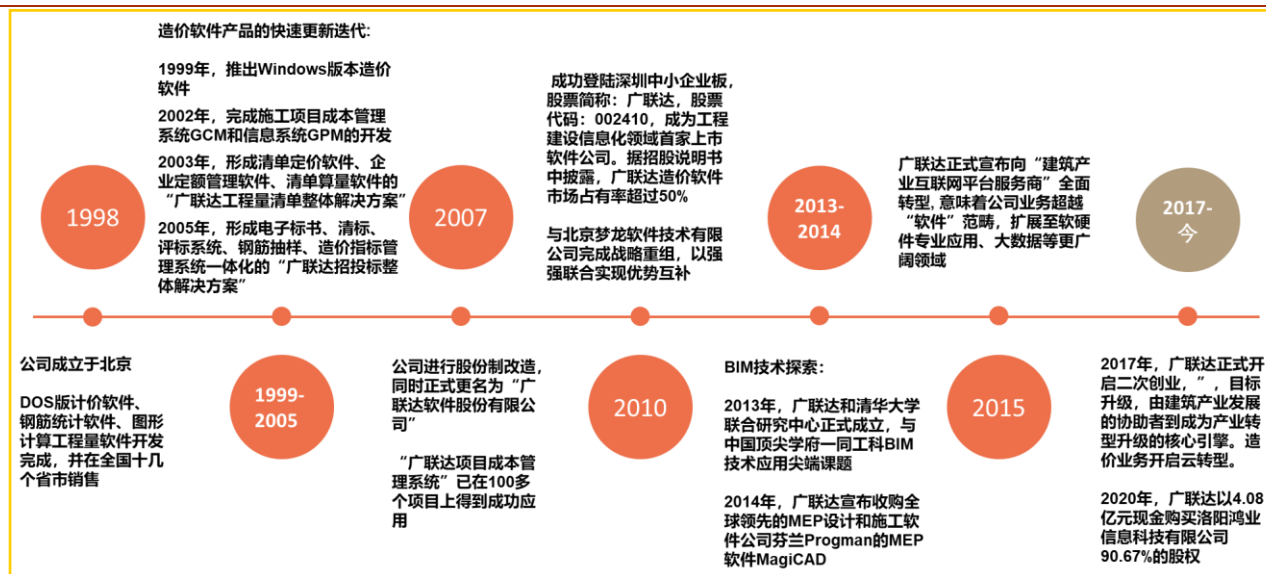 造价软件产品的快速更新迭代:
1999年，推出Windows版本造价
软件
2002年，完成施工项目成本管理
系统GCM和信息系统GPM的开发
2003年，形成清单定价软件、企
业定额管理软件、清单算量软件的
“广联达工程量清单整体解决方案”
2005年，形成电子标书、清标、
评标系统、钢筋抽样、造价指标管
理系统一体化的“广联达招投标整
体解决方案”
成功登陆深圳中小企业板，
股票简称：广联达，股票
代码：002410，成为工程
建设信息化领域首家上市
软件公司。据招股说明书
中披露，广联达造价软件
市场占有率超过50%
与北京梦龙软件技术有限
公司完成战略重组，以强
强联合实现优势互补
广联达正式宣布向“建筑产
业互联网平台服务商”全面
转型, 意味着公司业务超越
“软件”范畴，扩展至软硬
件专业应用、大数据等更广
阔领域
1998
2007
2013-
2014
2017-
今
公司成立于北京
DOS版计价软件、
钢筋统计软件、图形
计算工程量软件开发
完成，并在全国十几
个省市销售
1999-
2005
公司进行股份制改造，
同时正式更名为“广
联达软件股份有限公
司”
“广联达项目成本管
理系统”已在100多
个项目上得到成功应
用
2010
BIM技术探索：
2013年，广联达和清华大学
联合研究中心正式成立，与
中国顶尖学府一同工科BIM
技术应用尖端课题
2014年，广联达宣布收购全
球领先的MEP设计和施工软
件公司芬兰Progman的MEP
软件MagiCAD
2015
2017年，广联达正式开
启二次创业，”，目标
升级，由建筑产业发展
的协助者到成为产业转
型升级的核心引擎。造
价业务开启云转型。
2020年，广联达以4.08
亿元现金购买洛阳鸿业
信息科技有限公司
90.67%的股权